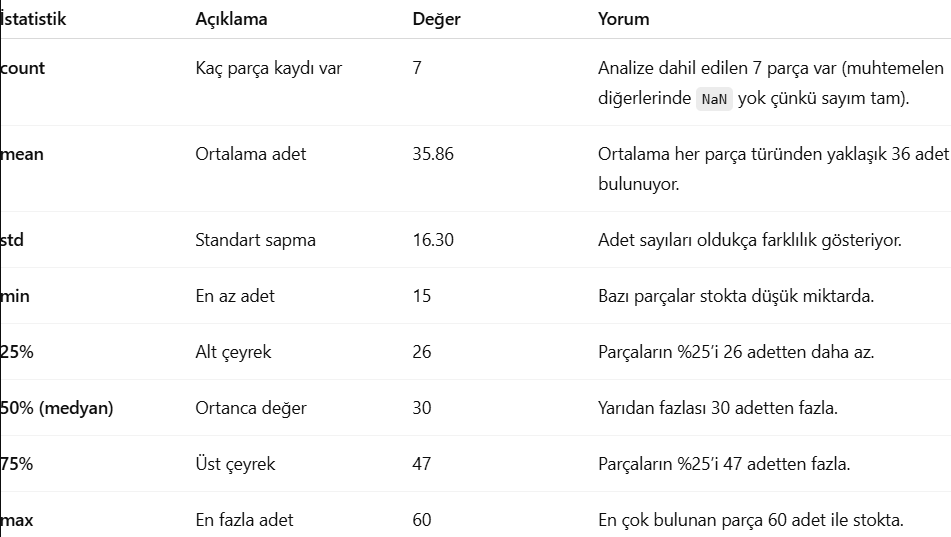 İstatistik Açıklama Değer Yorum
count Kaç parça kaydı var 7 Analize dahil edilen 7 parça var (muhtemelen
diğerlerinde NaN yok çünkü sayım tam).
mean Ortalama adet 35.86 Ortalama her parça türünden yaklaşık 36 adet
bulunuyor.
std Standart sapma 16.30 Adet sayıları oldukça farklılık gösteriyor.
min En az adet 15 Bazı parçalar stokta düşük miktarda.
25% Alt çeyrek 26 Parçaların %25’i 26 adetten daha az.
50% (medyan) Ortanca değer 30 Yarıdan fazlası 30 adetten fazla.
75% Üst çeyrek 47 Parçaların %25’i 47 adetten fazla.
max En fazla adet 60 En çok bulunan parça 60 adet ile stokta.